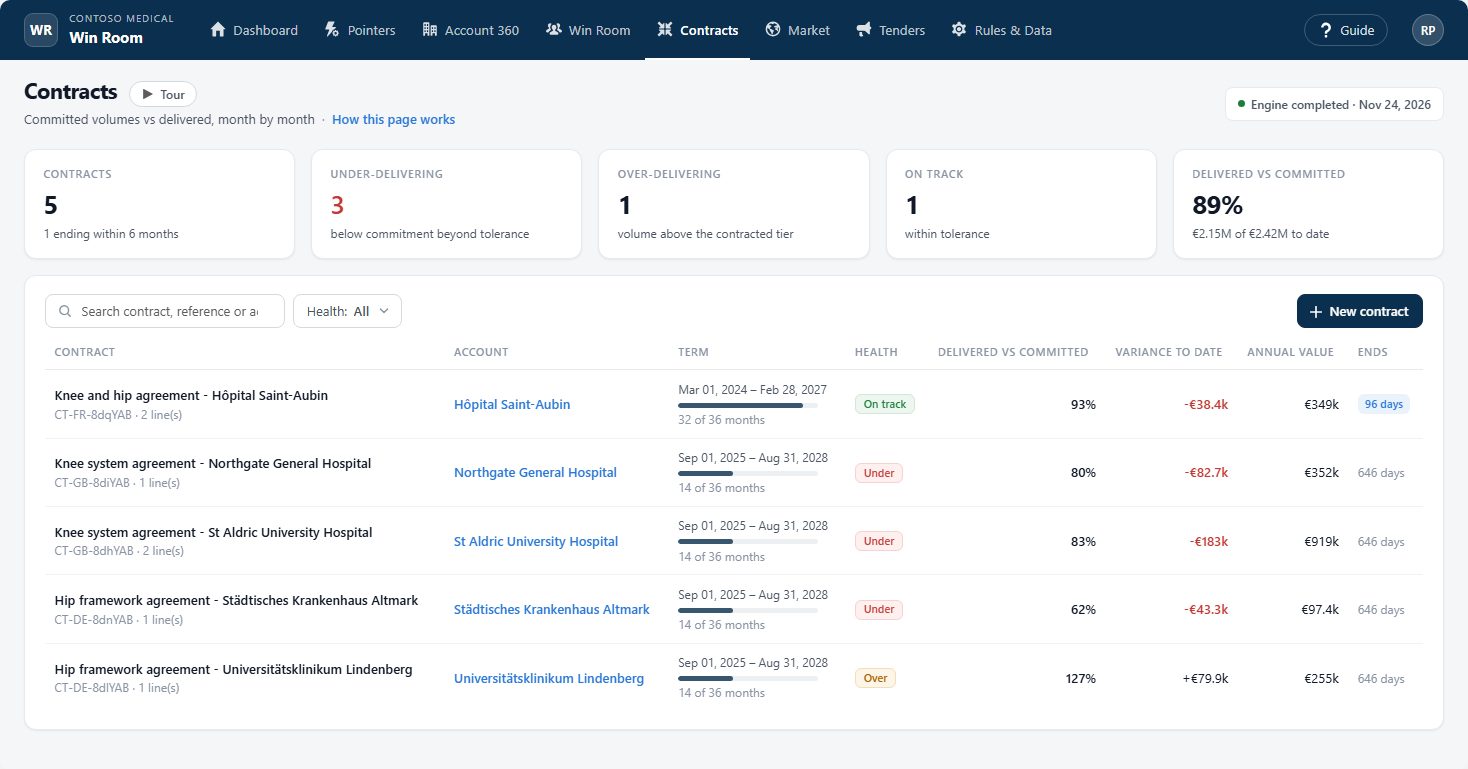 WR
CONTOSO MEDICAL
Win Room
Dashboard
Pointers
Account 360
Win Room
Contracts
Market
Tenders
Rules & Data
? Guide
RP
Contracts
Tour
Committed volumes vs delivered, month by month · How this page works
Engine completed · Nov 24, 2026
CONTRACTS
5
1 ending within 6 months
UNDER-DELIVERING
3
below commitment beyond tolerance
OVER-DELIVERING
1
volume above the contracted tier
ON TRACK
1
within tolerance
DELIVERED VS COMMITTED
89%
€2.15M of €2.42M to date
Search contract, reference or a
Health: All
+ New contract
CONTRACT ACCOUNT TERM HEALTH DELIVERED VS COMMITTED VARIANCE TO DATE ANNUAL VALUE ENDS
Knee and hip agreement - Hôpital Saint-Aubin
CT-FR-8dqYAB · 2 line(s)
Hôpital Saint-Aubin
Mar 01, 2024 – Feb 28, 2027
32 of 36 months
On track
93%
-€38.4k
€349k
96 days
Knee system agreement - Northgate General Hospital
CT-GB-8diYAB · 1 line(s)
Northgate General Hospital
Sep 01, 2025 – Aug 31, 2028
14 of 36 months
Under
80%
-€82.7k
€352k
646 days
Knee system agreement - St Aldric University Hospital
CT-GB-8dhYAB · 2 line(s)
St Aldric University Hospital
Sep 01, 2025 – Aug 31, 2028
14 of 36 months
Under
83%
-€183k
€919k
646 days
Hip framework agreement - Städtisches Krankenhaus Altmark
CT-DE-8dnYAB · 1 line(s)
Städtisches Krankenhaus Altmark
Sep 01, 2025 – Aug 31, 2028
14 of 36 months
Under
62%
-€43.3k
€97.4k
646 days
Hip framework agreement - Universitätsklinikum Lindenberg
CT-DE-8dlYAB · 1 line(s)
Universitätsklinikum Lindenberg
Sep 01, 2025 – Aug 31, 2028
14 of 36 months
Over
127%
+€79.9k
€255k
646 days